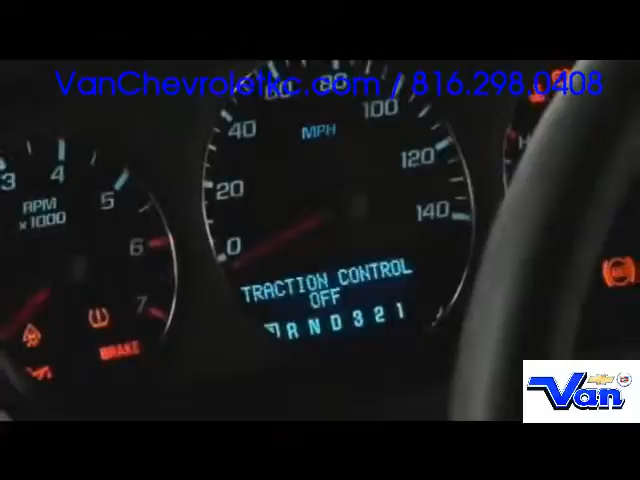 VanChevroletkc.com / 816.298.0408
60 80
40 100
MPH
20 120
0 140
3 4 5 6 7
RPM
x1000
TRACTION CONTROL
OFF
R N D 3 2 1
BRAKE
Van